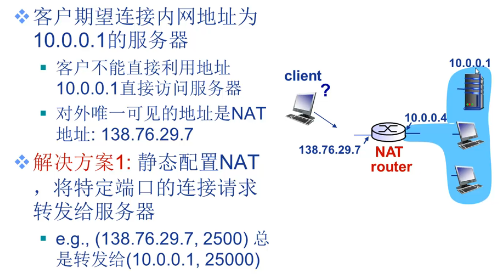 客户期望连接内网地址为
10.0.0.1的服务器
客户不能直接利用地址
10.0.0.1直接访问服务器
对外唯一可见的地址是NAT
地址: 138.76.29.7
解决方案1: 静态配置NAT
，将特定端口的连接请求
转发给服务器
e.g., (138.76.29.7, 2500) 总
是转发给(10.0.0.1, 25000)
client
?
10.0.0.1
10.0.0.4
138.76.29.7
NAT
router